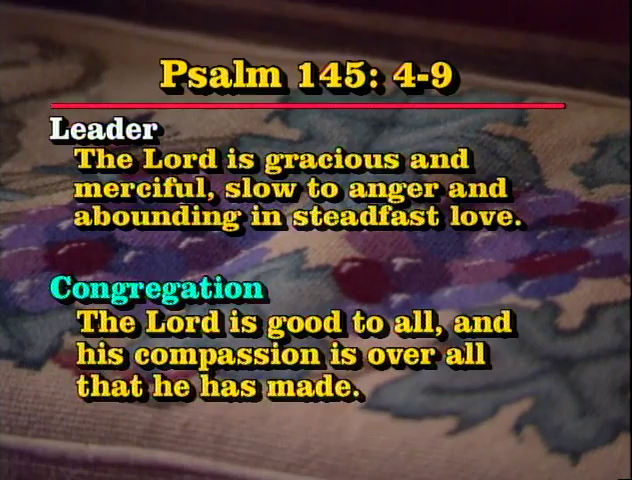 Psalm 145: 4-9
Leader
The Lord is gracious and
merciful, slow to anger and
abounding in steadfast love.
Congregation
The Lord is good to all, and
his compassion is over all
that he has made.